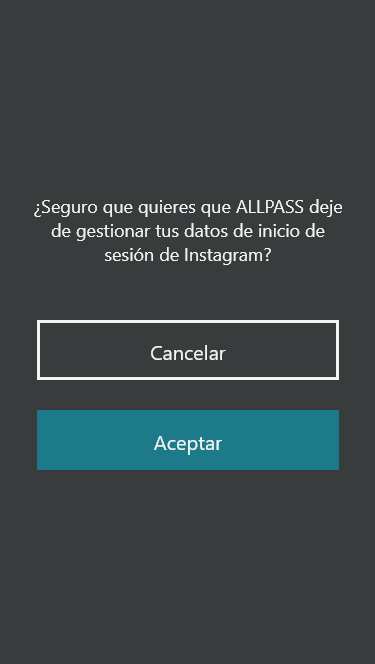 ¿Seguro que quieres que ALLPASS deje
de gestionar tus datos de inicio de
sesión de Instagram?
Cancelar
Aceptar